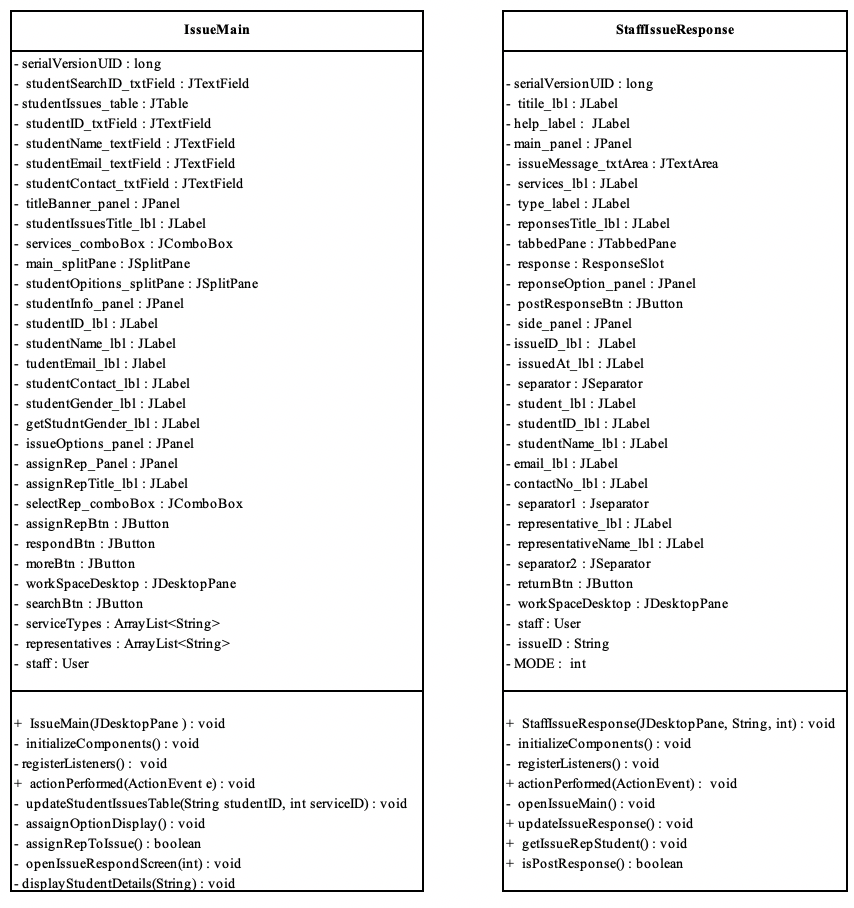 IssueMain
- serialVersionUID : long
- studentSearchID_txtField : JTextField
- studentIssues_table : JTable
- studentID_txtField : JTextField
- studentName_textField : JTextField
- studentEmail_textField : JTextField
- studentContact_txtField : JTextField
- titleBanner_panel : JPanel
- studentIssuesTitle_lbl : JLabel
- services_comboBox : JComboBox
- main_splitPane : JSplitPane
- studentOpitions_splitPane : JSplitPane
- studentInfo_panel : JPanel
- studentID_lbl : JLabel
- studentName_lbl : JLabel
- tudentEmail_lbl : Jlabel
- studentContact_lbl : JLabel
- studentGender_lbl : JLabel
- getStudntGender_lbl : JLabel
- issueOptions_panel : JPanel
- assignRep_Panel : JPanel
- assignRepTitle_lbl : JLabel
- selectRep_comboBox : JComboBox
- assignRepBtn : JButton
- respondBtn : JButton
- moreBtn : JButton
- workSpaceDesktop : JDesktopPane
- searchBtn : JButton
- serviceTypes : ArrayList<String>
- representatives : ArrayList<String>
- staff : User
+ IssueMain(JDesktopPane ) : void
- initializeComponents() : void
- registerListeners() : void
+ actionPerformed(ActionEvent e) : void
- updateStudentIssuesTable(String studentID, int serviceID) : void
- assaignOptionDisplay() : void
- assignRepToIssue() : boolean
- openIssueRespondScreen(int) : void
- displayStudentDetails(String) : void
StaffIssueResponse
- serialVersionUID : long
- titile_lbl : JLabel
- help_label : JLabel
- main_panel : JPanel
- issueMessage_txtArea : JTextArea
- services_lbl : JLabel
- type_label : JLabel
- reponsesTitle_lbl : JLabel
- tabbedPane : JTabbedPane
- response : ResponseSlot
- reponseOption_panel : JPanel
- postResponseBtn : JButton
- side_panel : JPanel
- issueID_lbl : JLabel
- issuedAt_lbl : JLabel
- separator : JSeparator
- student_lbl : JLabel
- studentID_lbl : JLabel
- studentName_lbl : JLabel
- email_lbl : JLabel
- contactNo_lbl : JLabel
- separator1 : Jseparator
- representative_lbl : JLabel
- representativeName_lbl : JLabel
- separator2 : JSeparator
- returnBtn : JButton
- workSpaceDesktop : JDesktopPane
- staff : User
- issueID : String
- MODE : int
+ StaffIssueResponse(JDesktopPane, String, int) : void
- initializeComponents() : void
- registerListeners() : void
+ actionPerformed(ActionEvent) : void
- openIssueMain() : void
+ updateIssueResponse() : void
+ getIssueRepStudent() : void
+ isPostResponse() : boolean